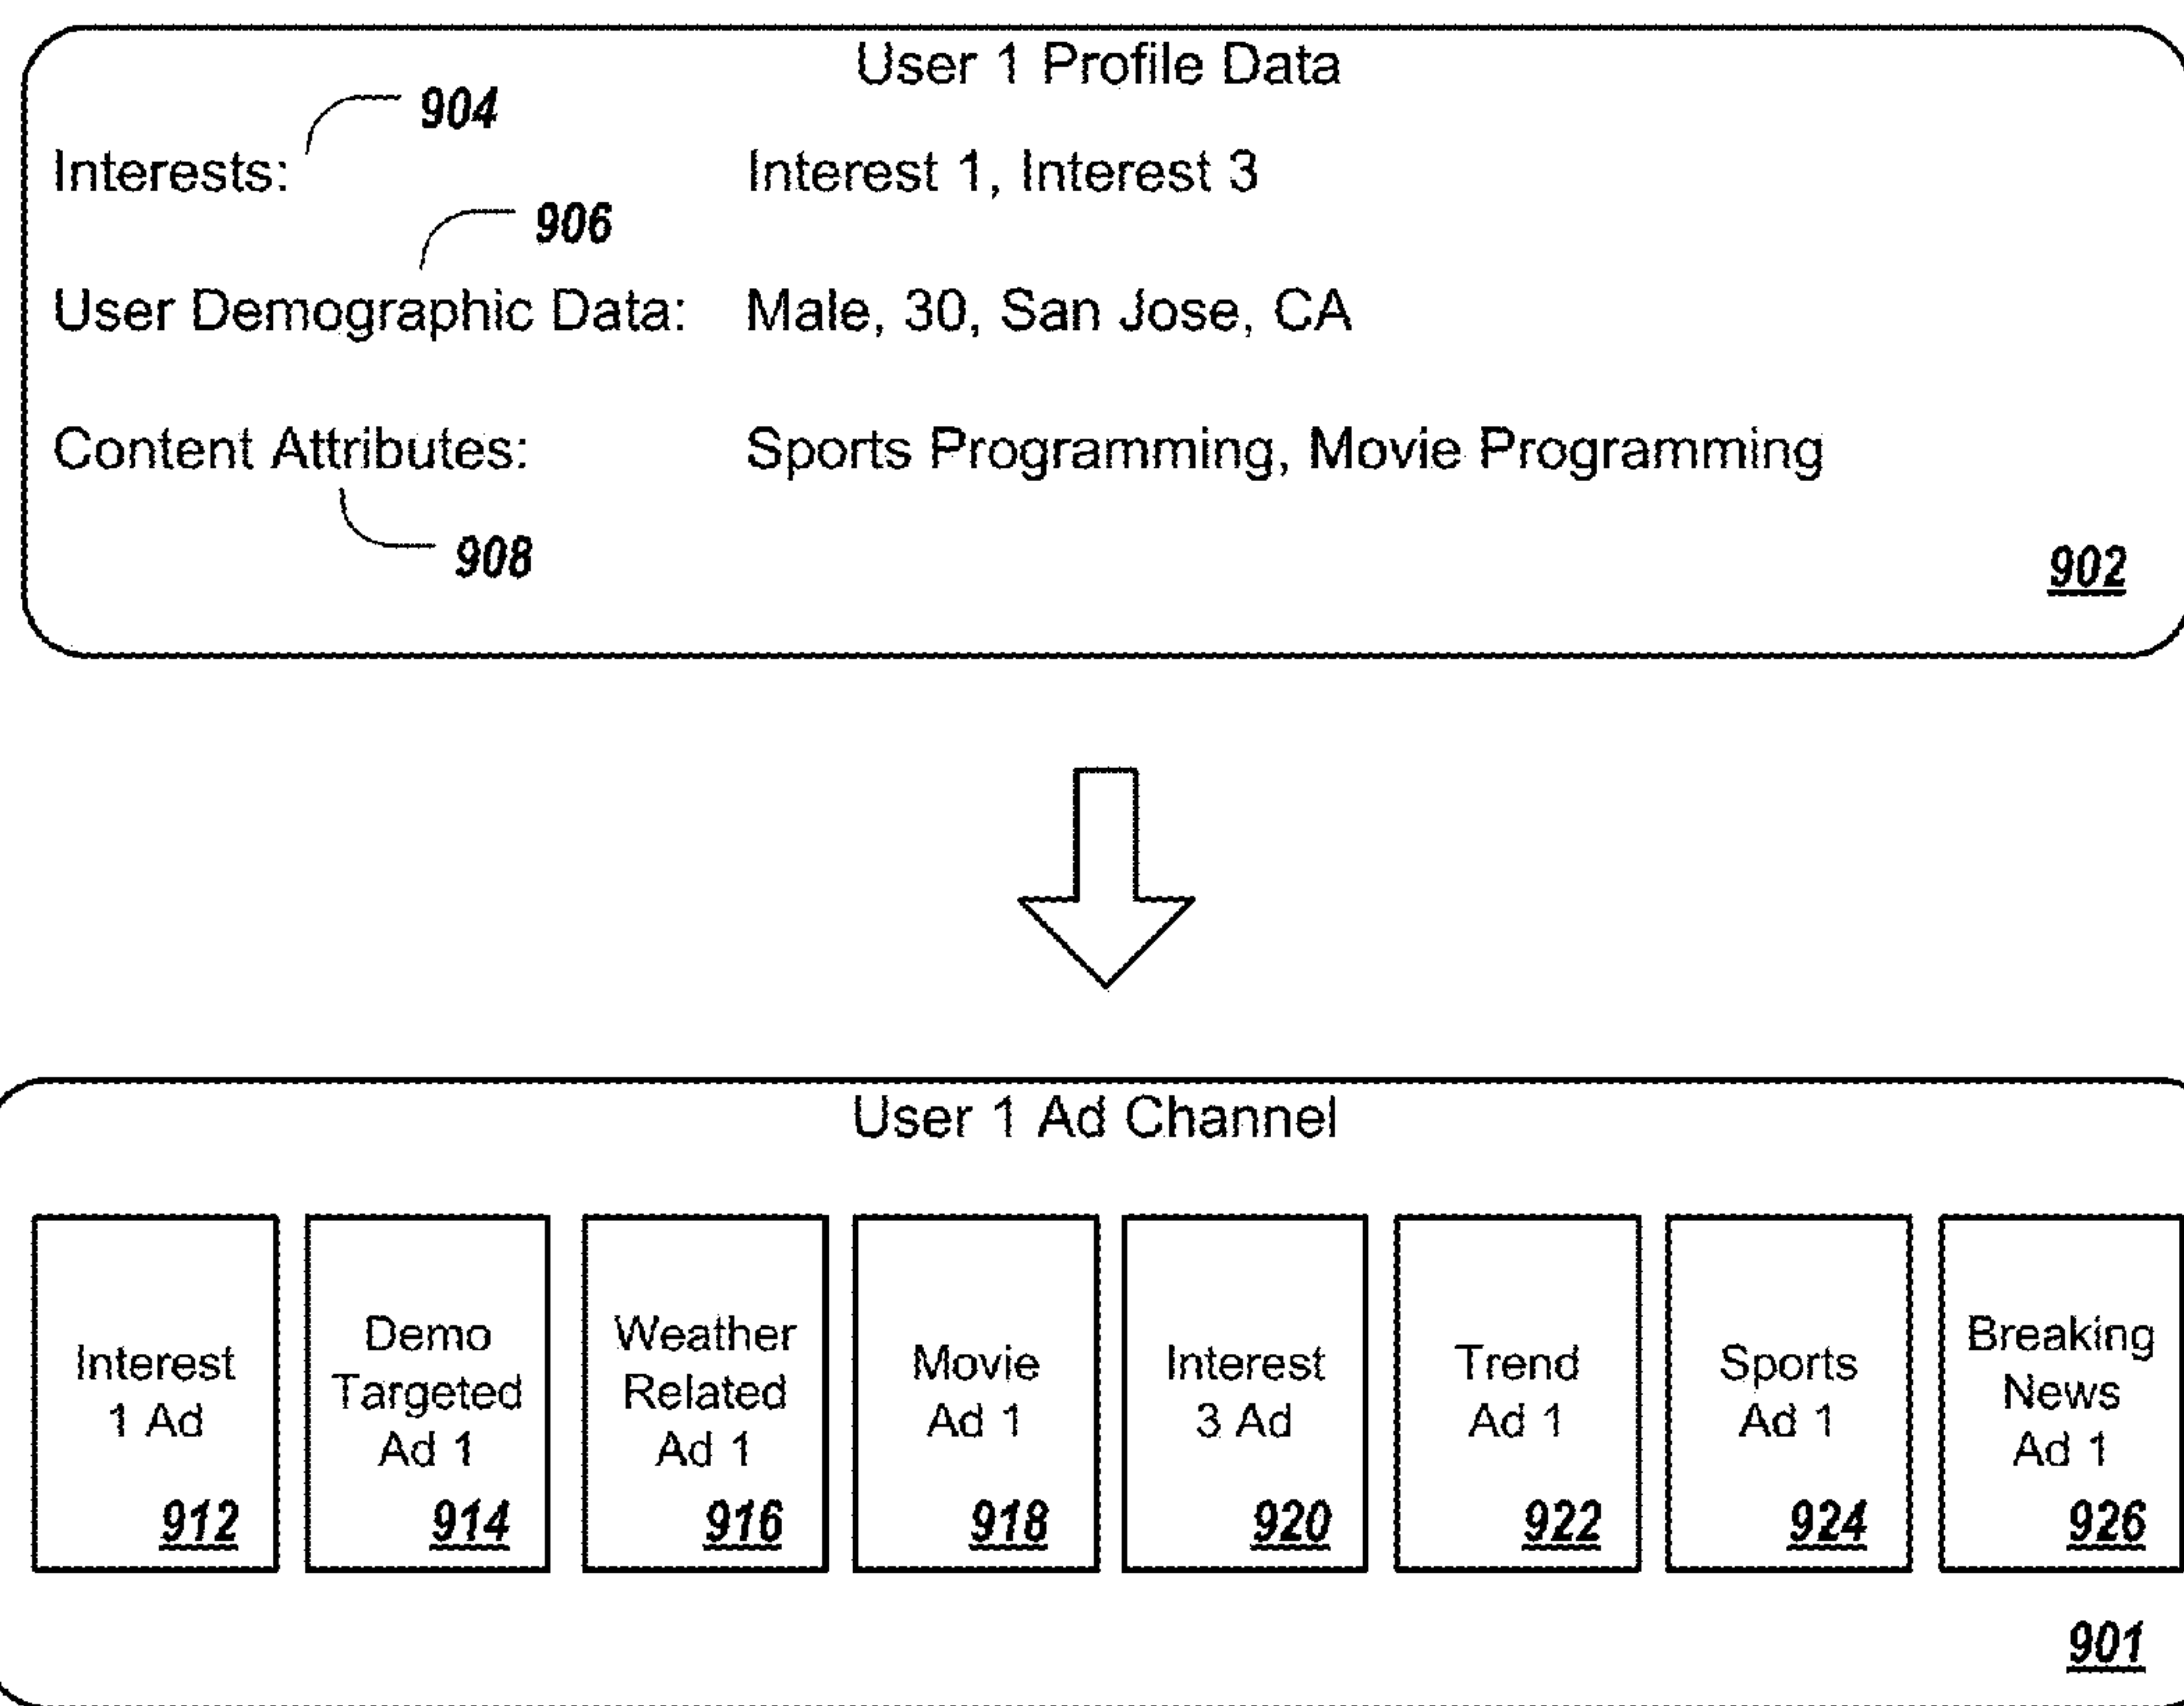 User 1 Profile Data
904
Interests: Interest 1, Interest 3
906
User Demographic Data: Male, 30, San Jose, CA
Content Attributes: Sports Programming, Movie Programming
908
902
User 1 Ad Channel
Interest
1 Ad
912
Demo
Targeted
Ad 1
914
Weather
Related
Ad 1
916
Movie
Ad 1
918
Interest
3 Ad
920
Trend
Ad 1
922
Sports
Ad 1
924
Breaking
News
Ad 1
926
901